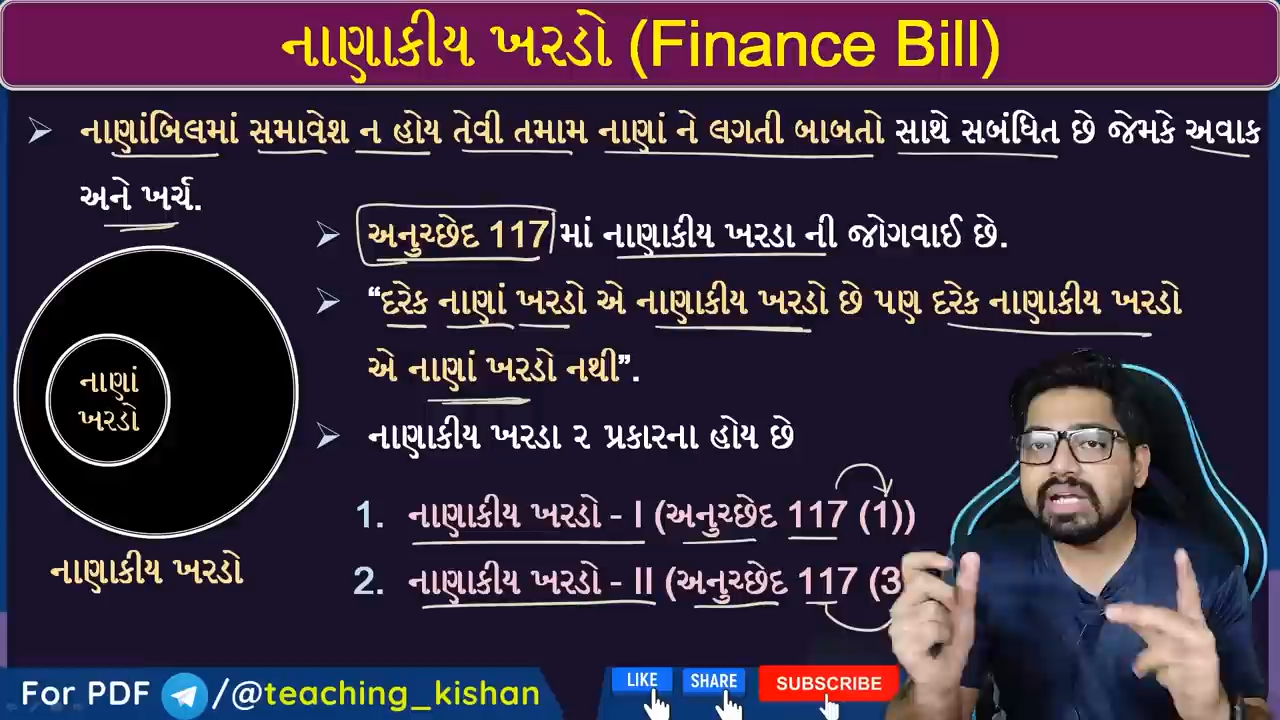 નાણાકીય ખરડો (Finance Bill)
નાણાંબિલમાં સમાવેશ ન હોય તેવી તમામ નાણાં ને લગતી બાબતો સાથે સબંધિત છે જેમકે અવાક
અને ખર્ચ.
અનુચ્છેદ 117 માં નાણાકીય ખરડા ની જોગવાઈ છે.
“દરેક નાણાં ખરડો એ નાણાકીય ખરડો છે પણ દરેક નાણાકીય ખરડો
એ નાણાં ખરડો નથી”.
નાણાં
ખરડો
નાણાકીય ખરડો
નાણાકીય ખરડા ૨ પ્રકારના હોય છે
1. નાણાકીય ખરડો - I (અનુચ્છેદ 117 (1))
2. નાણાકીય ખરડો - II (અનુચ્છેદ 117 (3
For PDF /@teaching_kishan
LIKE SHARE SUBSCRIBE